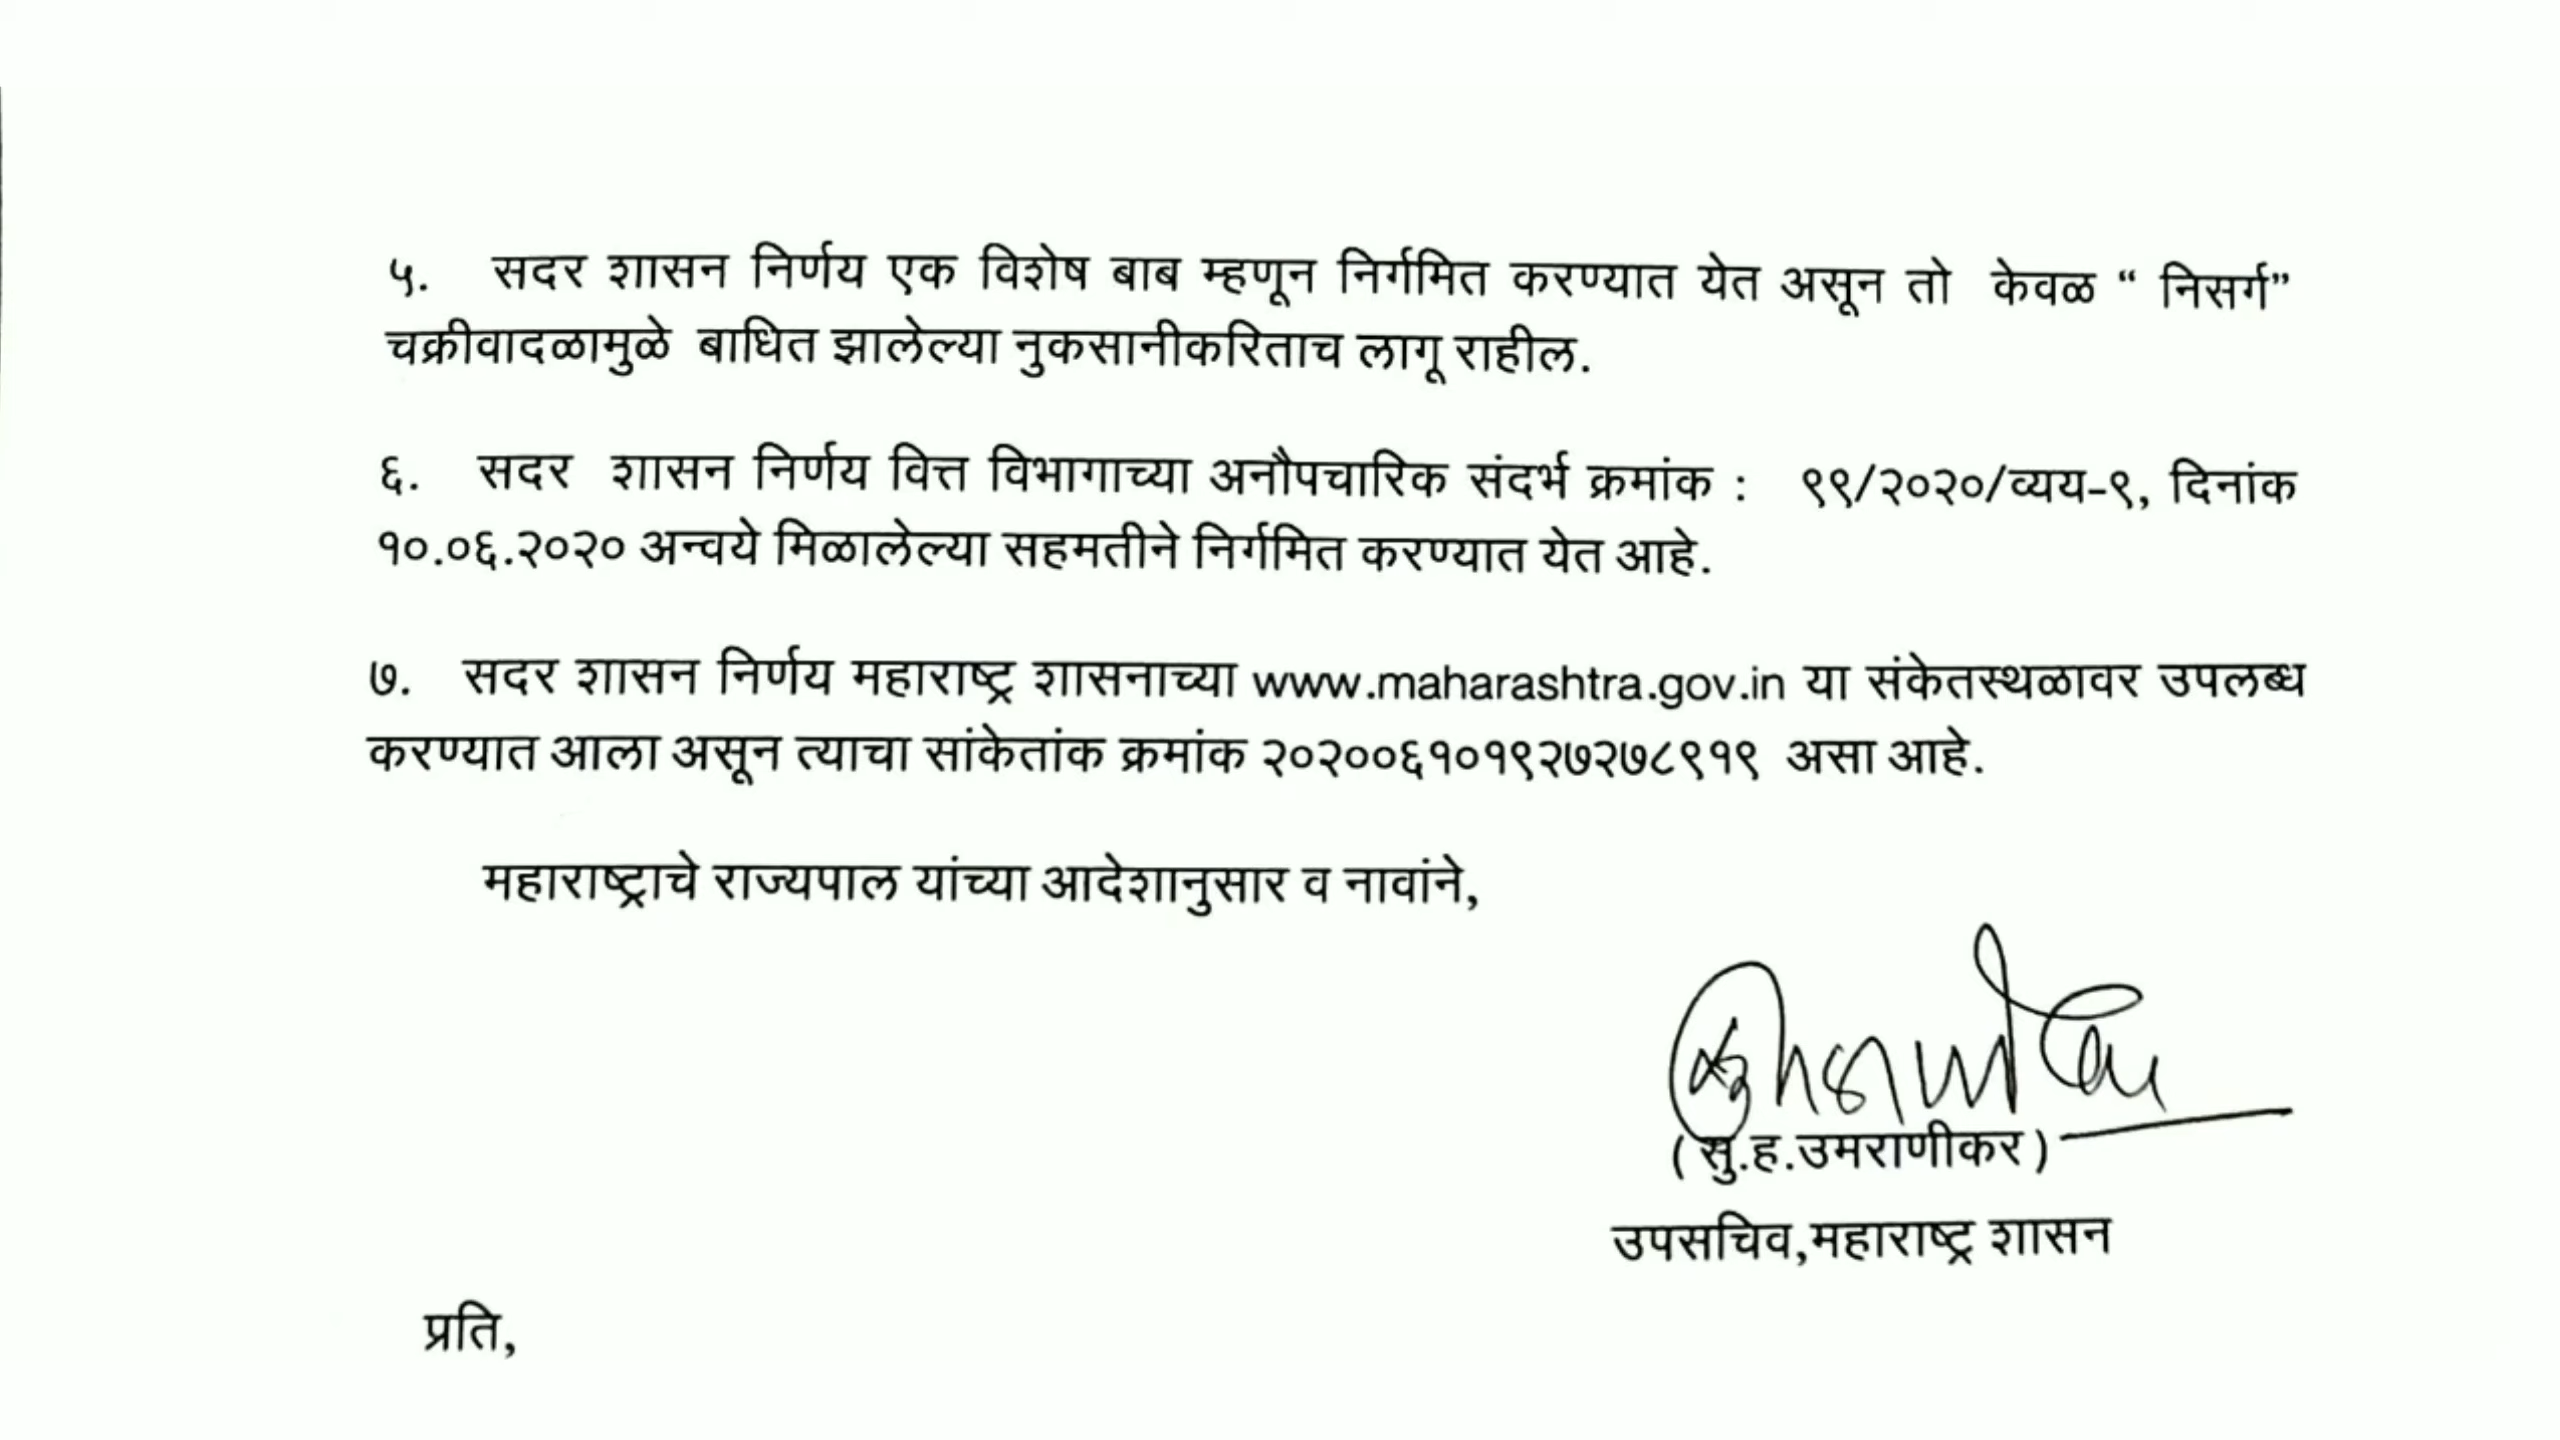 ५. सदर शासन निर्णय एक विशेष बाब म्हणून निर्गमित करण्यात येत असून तो केवळ “ निसर्ग”
चक्रीवादळामुळे बाधित झालेल्या नुकसानीकरिताच लागू राहील.
६. सदर शासन निर्णय वित्त विभागाच्या अनौपचारिक संदर्भ क्रमांक : ९९/२०२०/व्यय-९, दिनांक
१०.०६.२०२० अन्वये मिळालेल्या सहमतीने निर्गमित करण्यात येत आहे.
७. सदर शासन निर्णय महाराष्ट्र शासनाच्या www.maharashtra.gov.in या संकेतस्थळावर उपलब्ध
करण्यात आला असून त्याचा सांकेतांक क्रमांक २०२००६१०१९२७२७८९१९ असा आहे.
महाराष्ट्राचे राज्यपाल यांच्या आदेशानुसार व नावांने,
( सु.ह.उमराणीकर )
उपसचिव,महाराष्ट्र शासन
प्रति,